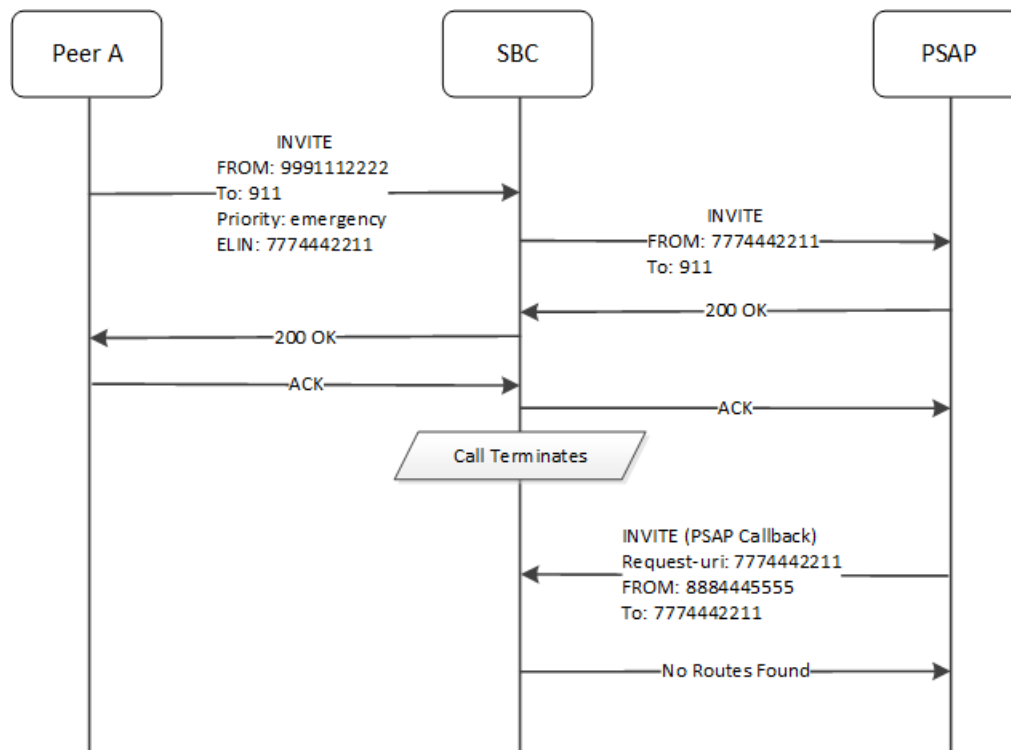 Peer A
SBC
PSAP
INVITE
FROM: 9991112222
To: 911
Priority: emergency
ELIN: 7774442211
INVITE
FROM: 7774442211
To: 911
200 OK
200 OK
ACK
ACK
Call Terminates
INVITE (PSAP Callback)
Request-uri: 7774442211
FROM: 8884445555
To: 7774442211
No Routes Found